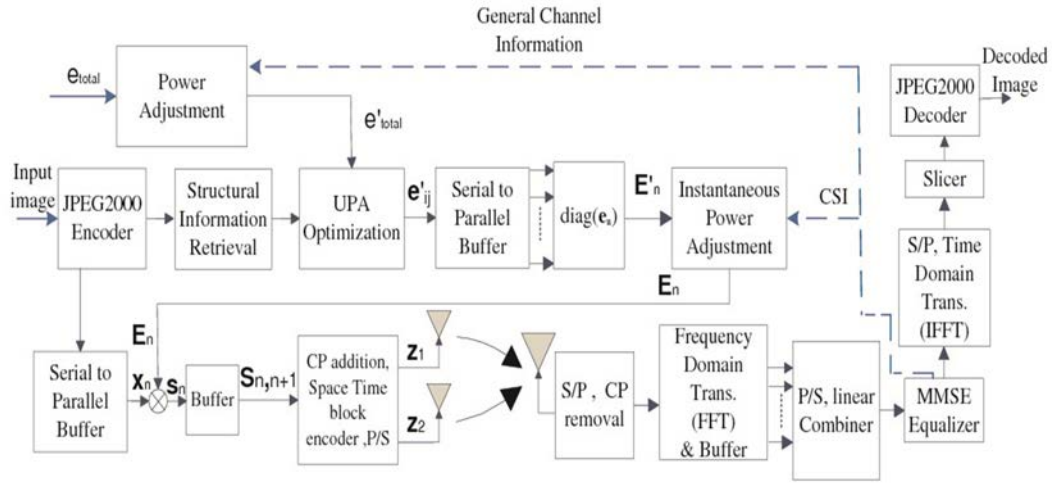 General Channel
Information
e_total
Power
Adjustment
e'_total
Decoded
Image
JPEG2000
Decoder
Input
image
JPEG2000
Encoder
Structural
Information
Retrieval
UPA
Optimization
e'_ij
Serial to
Parallel
Buffer
diag(e_n)
E'_n
Instantaneous
Power
Adjustment
CSI
Slicer
S/P, Time
Domain
Trans.
(IFFT)
E_n
E_n
Serial to
Parallel
Buffer
x_n
s_n
Buffer
S_n,n+1
CP addition,
Space Time
block
encoder ,P/S
z_1
z_2
S/P , CP
removal
Frequency
Domain
Trans.
(FFT)
& Buffer
P/S, linear
Combiner
MMSE
Equalizer